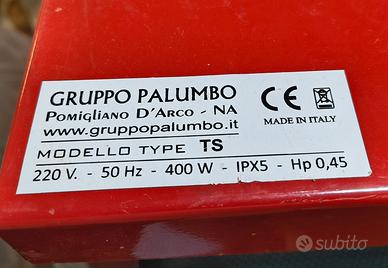 GRUPPO PALUMBO
POMIGLIANO D'ARCO - NA
www.gruppopalumbo.it
CE
MADE IN ITALY
MODELLO TYPE TS
220 V. - 50 Hz - 400 W - IPX5 - Hp 0,45
subito